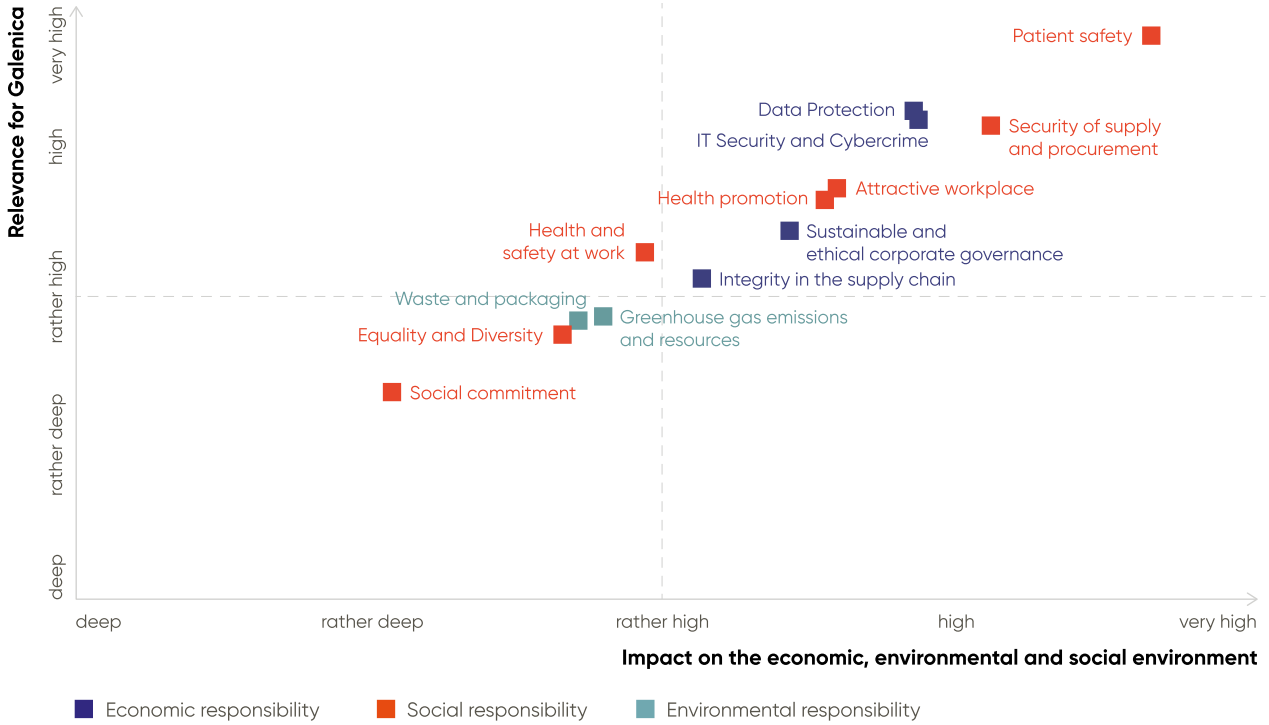 Relevance for Galenica
very high
high
rather high
rather deep
deep
Patient safety
Data Protection
IT Security and Cybercrime
Security of supply
and procurement
Attractive workplace
Health promotion
Health and
safety at work
Sustainable and
ethical corporate governance
Integrity in the supply chain
Waste and packaging
Greenhouse gas emissions
and resources
Equality and Diversity
Social commitment
deep
rather deep
rather high
high
very high
Impact on the economic, environmental and social environment
Economic responsibility
Social responsibility
Environmental responsibility